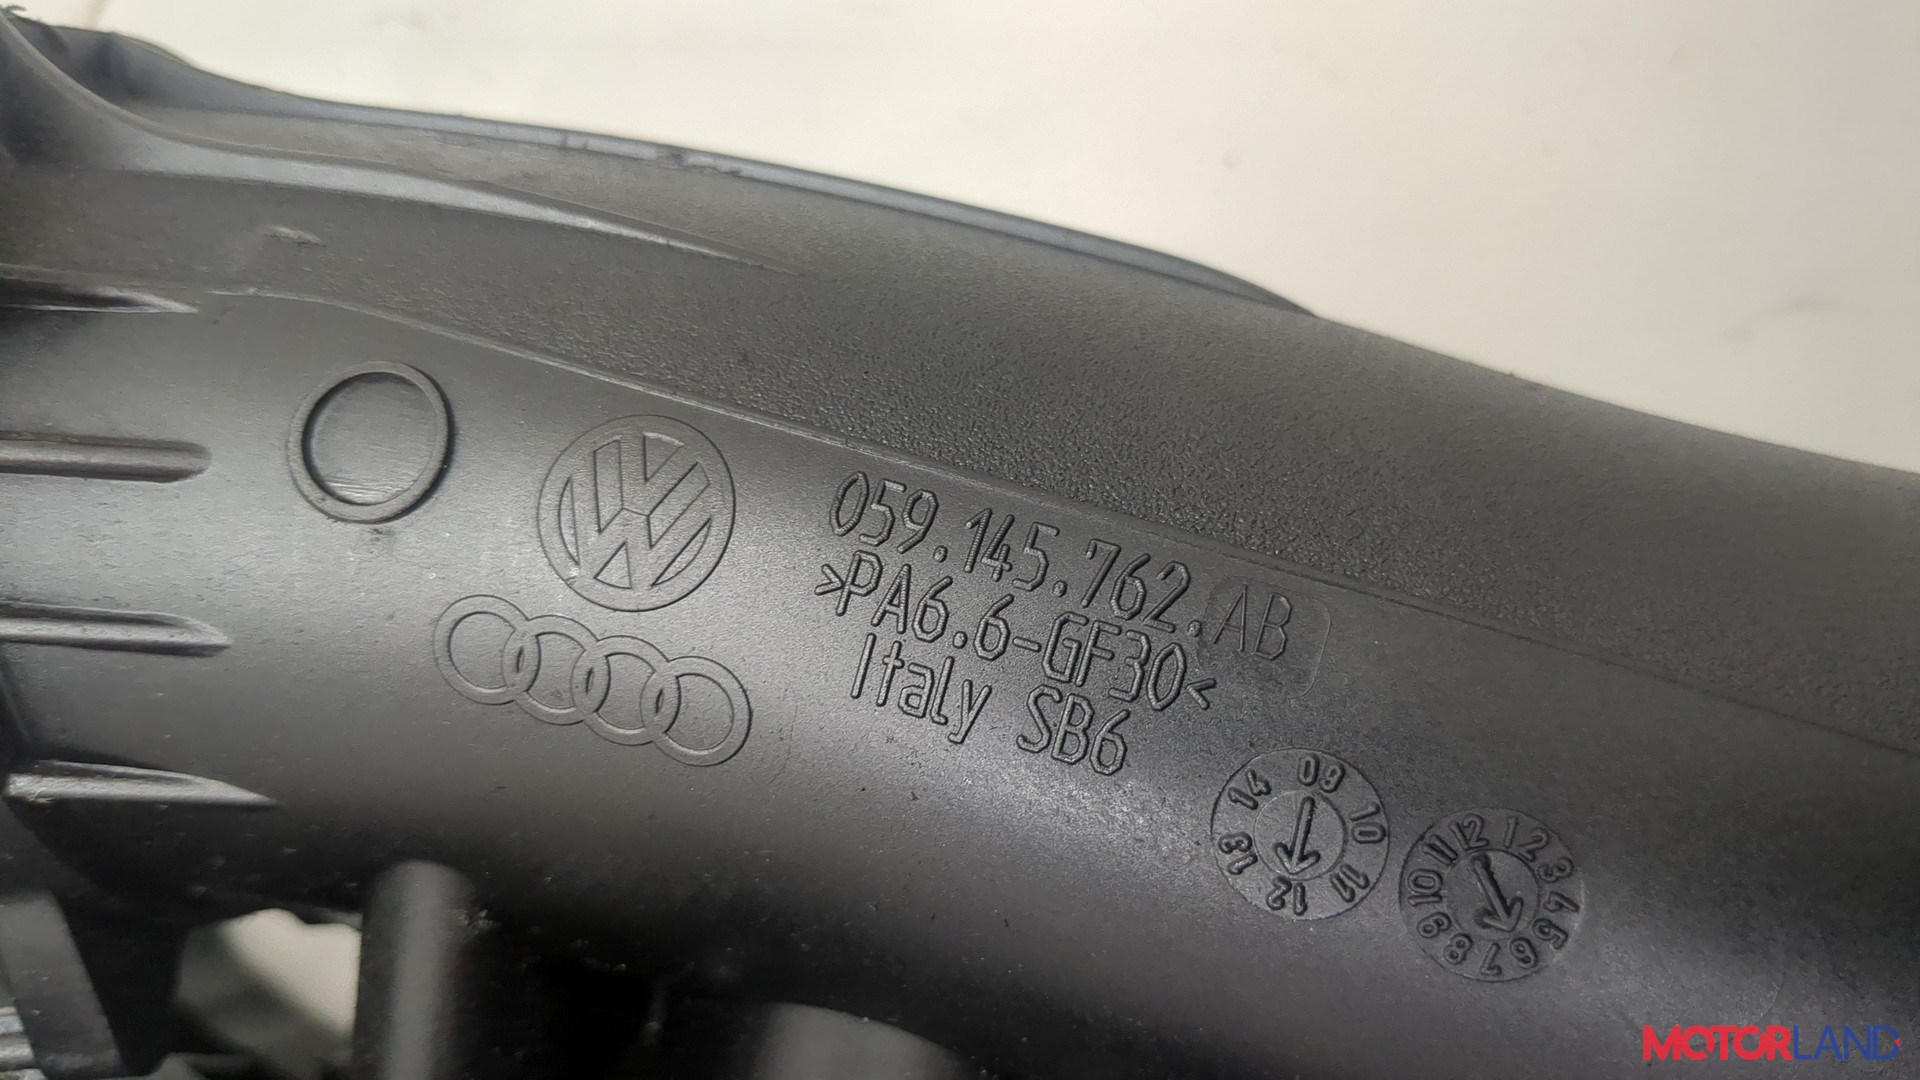 059.145.762.AB
>PA6.6-GF30<
Italy SB6
09 10 11 12 13 14
12 1 2 3 4 5 6 7 8 9 10 11
MOTORLAND